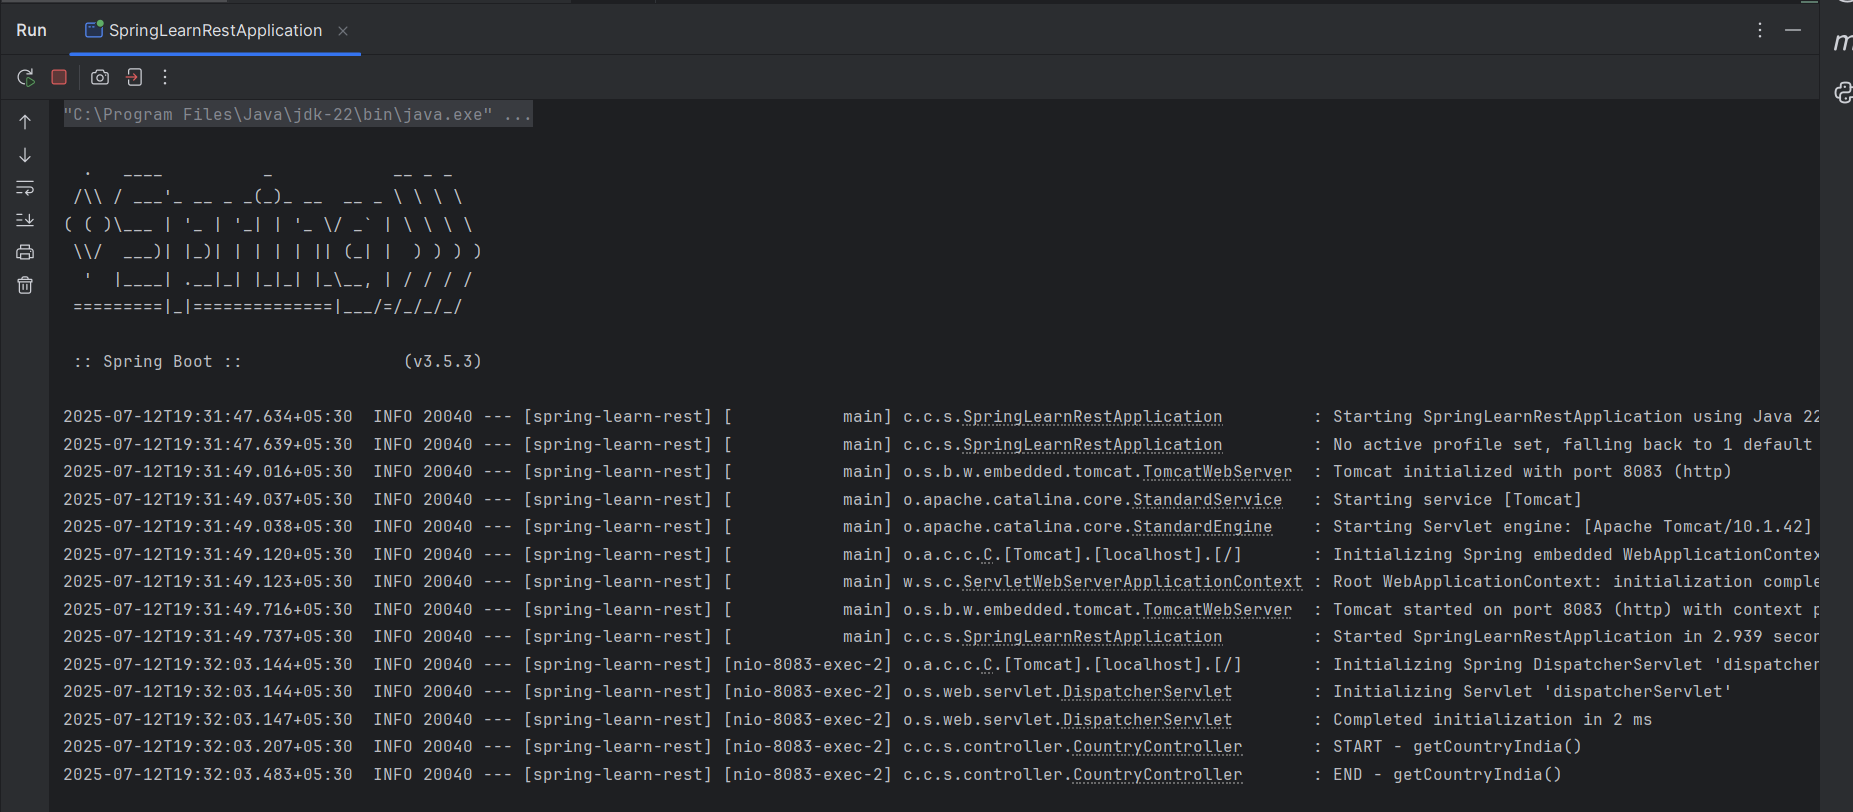 Run SpringLearnRestApplication
"C:\Program Files\Java\jdk-22\bin\java.exe" ...
  .   ____          _            __ _ _
 /\\ / ___'_ __ _ _(_)_ __  __ _ \ \ \ \
( ( )\___ | '_ | '_| | '_ \/ _` | \ \ \ \
 \\/  ___)| |_)| | | | | || (_| |  ) ) ) )
  '  |____| .__|_| |_|_| |_\__, | / / / /
 =========|_|==============|___/=/_/_/_/
 :: Spring Boot ::                (v3.5.3)
2025-07-12T19:31:47.634+05:30  INFO 20040 --- [spring-learn-rest] [           main] c.c.s.SpringLearnRestApplication         : Starting SpringLearnRestApplication using Java 22
2025-07-12T19:31:47.639+05:30  INFO 20040 --- [spring-learn-rest] [           main] c.c.s.SpringLearnRestApplication         : No active profile set, falling back to 1 default
2025-07-12T19:31:49.016+05:30  INFO 20040 --- [spring-learn-rest] [           main] o.s.b.w.embedded.tomcat.TomcatWebServer  : Tomcat initialized with port 8083 (http)
2025-07-12T19:31:49.037+05:30  INFO 20040 --- [spring-learn-rest] [           main] o.apache.catalina.core.StandardService   : Starting service [Tomcat]
2025-07-12T19:31:49.038+05:30  INFO 20040 --- [spring-learn-rest] [           main] o.apache.catalina.core.StandardEngine    : Starting Servlet engine: [Apache Tomcat/10.1.42]
2025-07-12T19:31:49.120+05:30  INFO 20040 --- [spring-learn-rest] [           main] o.a.c.c.C.[Tomcat].[localhost].[/]       : Initializing Spring embedded WebApplicationContex
2025-07-12T19:31:49.123+05:30  INFO 20040 --- [spring-learn-rest] [           main] w.s.c.ServletWebServerApplicationContext : Root WebApplicationContext: initialization comple
2025-07-12T19:31:49.716+05:30  INFO 20040 --- [spring-learn-rest] [           main] o.s.b.w.embedded.tomcat.TomcatWebServer  : Tomcat started on port 8083 (http) with context p
2025-07-12T19:31:49.737+05:30  INFO 20040 --- [spring-learn-rest] [           main] c.c.s.SpringLearnRestApplication         : Started SpringLearnRestApplication in 2.939 secon
2025-07-12T19:32:03.144+05:30  INFO 20040 --- [spring-learn-rest] [nio-8083-exec-2] o.a.c.c.C.[Tomcat].[localhost].[/]       : Initializing Spring DispatcherServlet 'dispatcher
2025-07-12T19:32:03.144+05:30  INFO 20040 --- [spring-learn-rest] [nio-8083-exec-2] o.s.web.servlet.DispatcherServlet        : Initializing Servlet 'dispatcherServlet'
2025-07-12T19:32:03.147+05:30  INFO 20040 --- [spring-learn-rest] [nio-8083-exec-2] o.s.web.servlet.DispatcherServlet        : Completed initialization in 2 ms
2025-07-12T19:32:03.207+05:30  INFO 20040 --- [spring-learn-rest] [nio-8083-exec-2] c.c.s.controller.CountryController       : START - getCountryIndia()
2025-07-12T19:32:03.483+05:30  INFO 20040 --- [spring-learn-rest] [nio-8083-exec-2] c.c.s.controller.CountryController       : END - getCountryIndia()